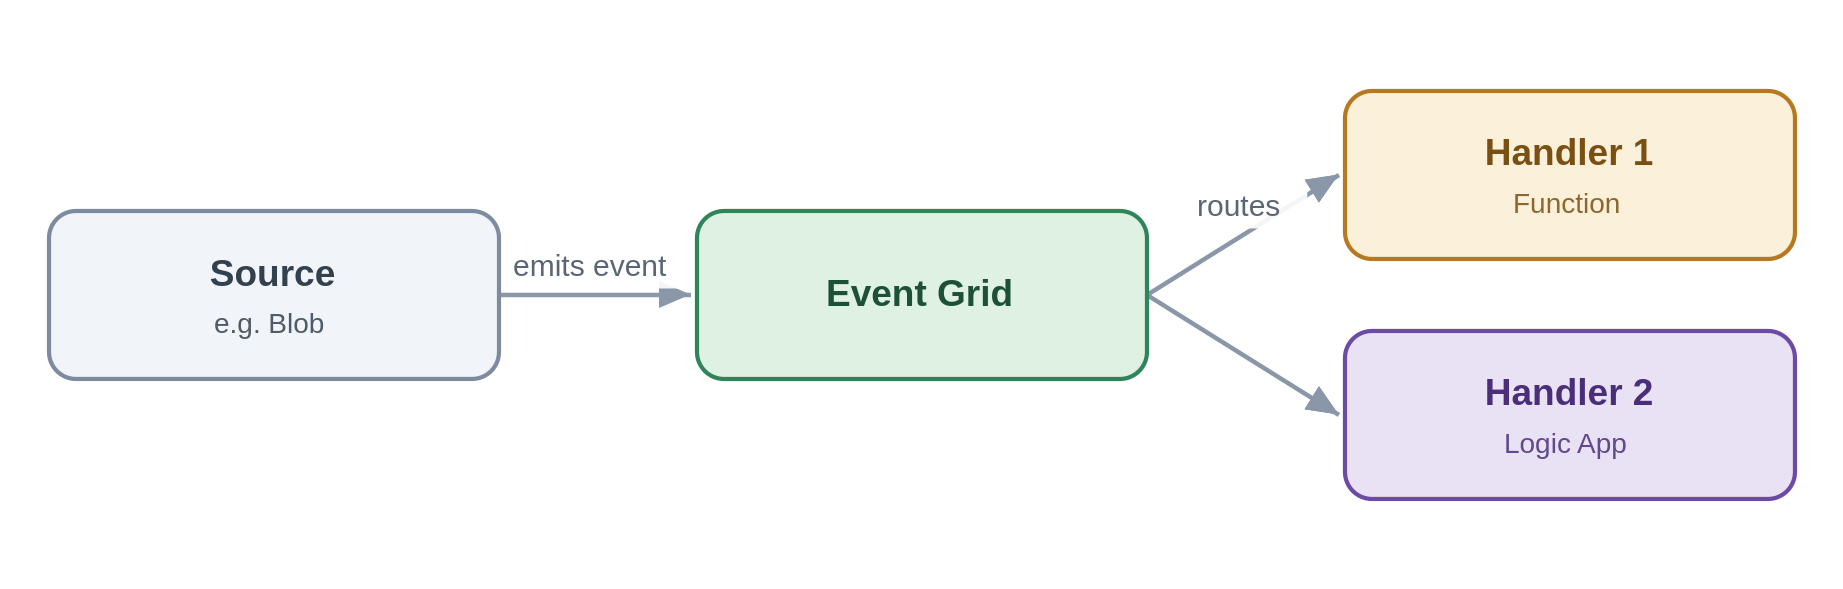 Source
e.g. Blob
emits event
Event Grid
routes
Handler 1
Function
Handler 2
Logic App